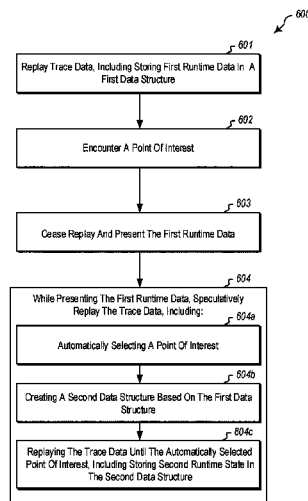 600
601
Replay Trace Data, Including Storing First Runtime Data In A
First Data Structure
602
Encounter A Point Of Interest
603
Cease Replay And Present The First Runtime Data
604
While Presenting The First Runtime Data, Speculatively
Replay The Trace Data, Including:
604a
Automatically Selecting A Point Of Interest
604b
Creating A Second Data Structure Based On The First Data
Structure
604c
Replaying The Trace Data Until The Automatically Selected
Point Of Interest, Including Storing Second Runtime State In
The Second Data Structure